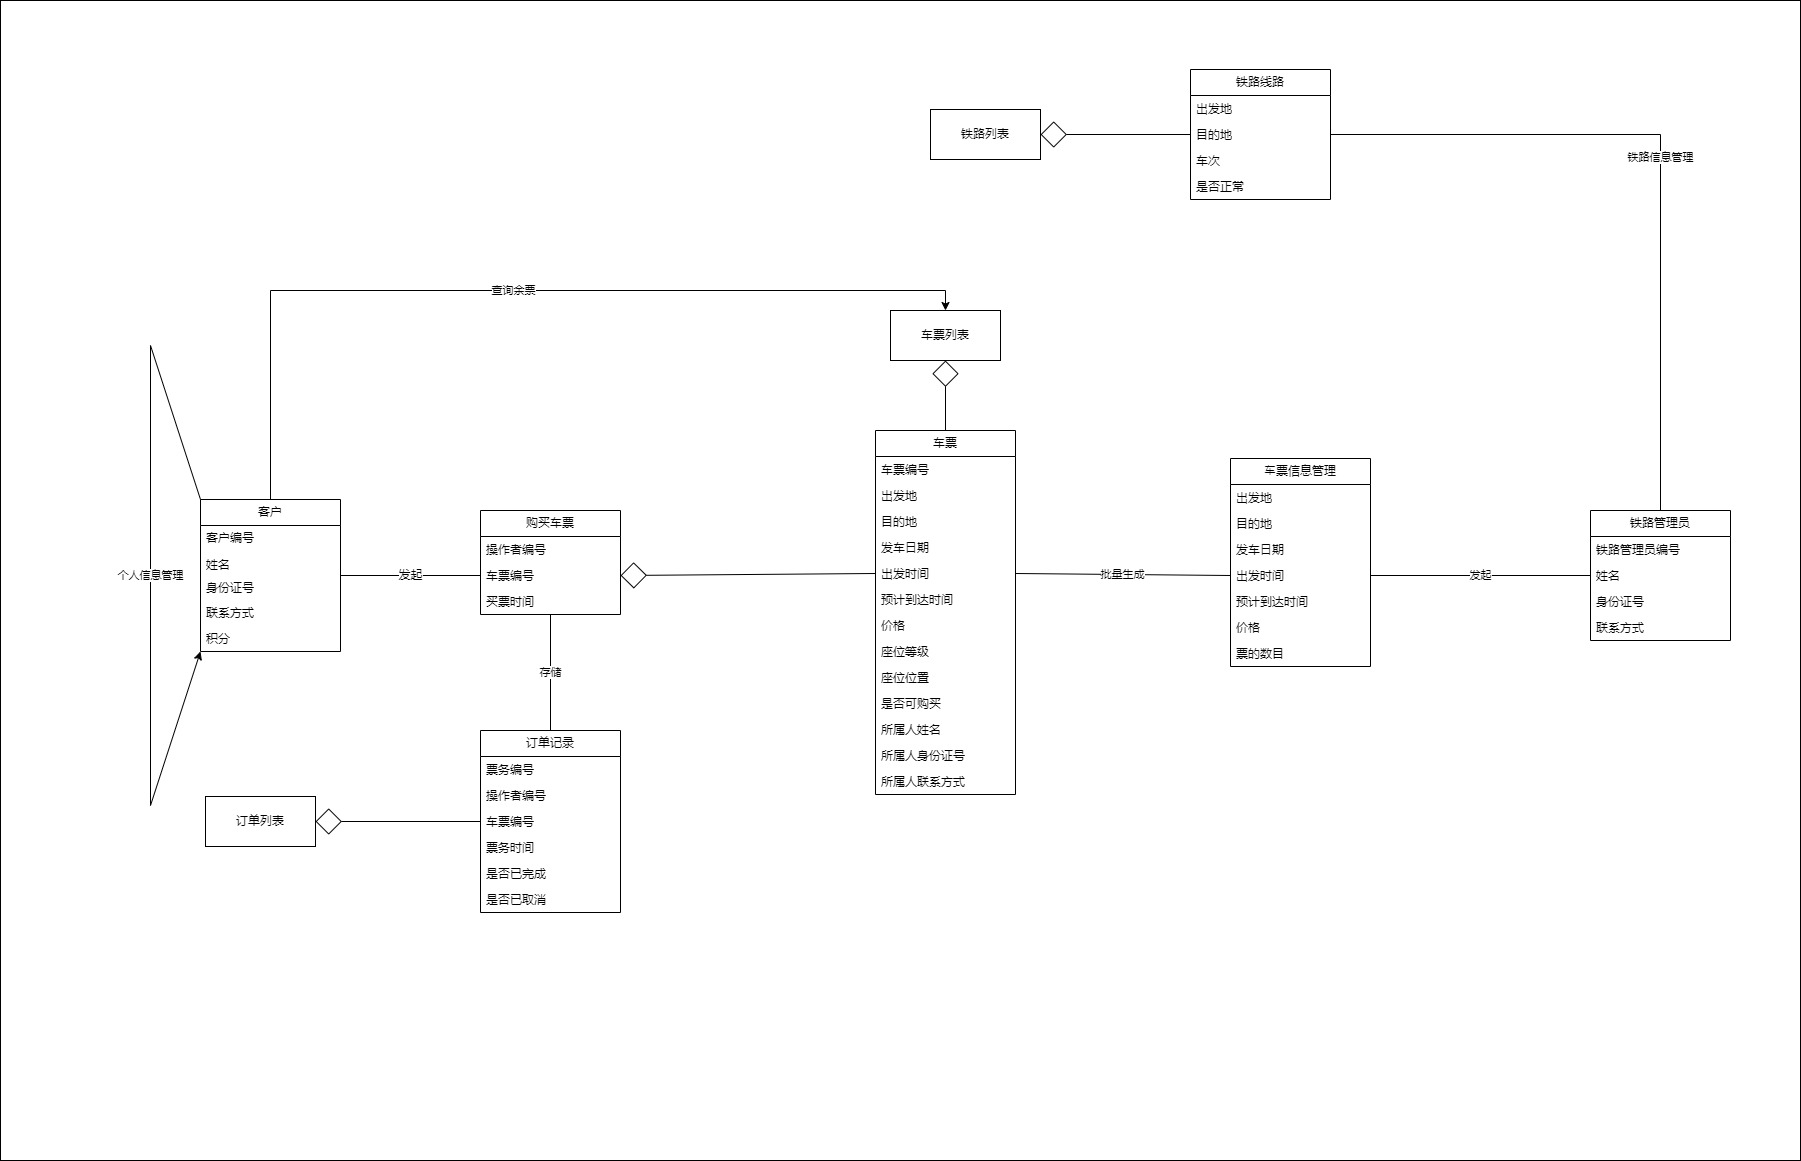 铁路线路
出发地
目的地
车次
是否正常
铁路列表
铁路信息管理
查询余票
车票列表
车票
车票编号
出发地
目的地
发车日期
出发时间
预计到达时间
价格
座位等级
座位位置
是否可购买
所属人姓名
所属人身份证号
所属人联系方式
车票信息管理
出发地
目的地
发车日期
出发时间
预计到达时间
价格
票的数目
铁路管理员
铁路管理员编号
姓名
身份证号
联系方式
批量生成
发起
客户
客户编号
姓名
身份证号
联系方式
积分
个人信息管理
发起
购买车票
操作者编号
车票编号
买票时间
存储
订单记录
票务编号
操作者编号
车票编号
票务时间
是否已完成
是否已取消
订单列表